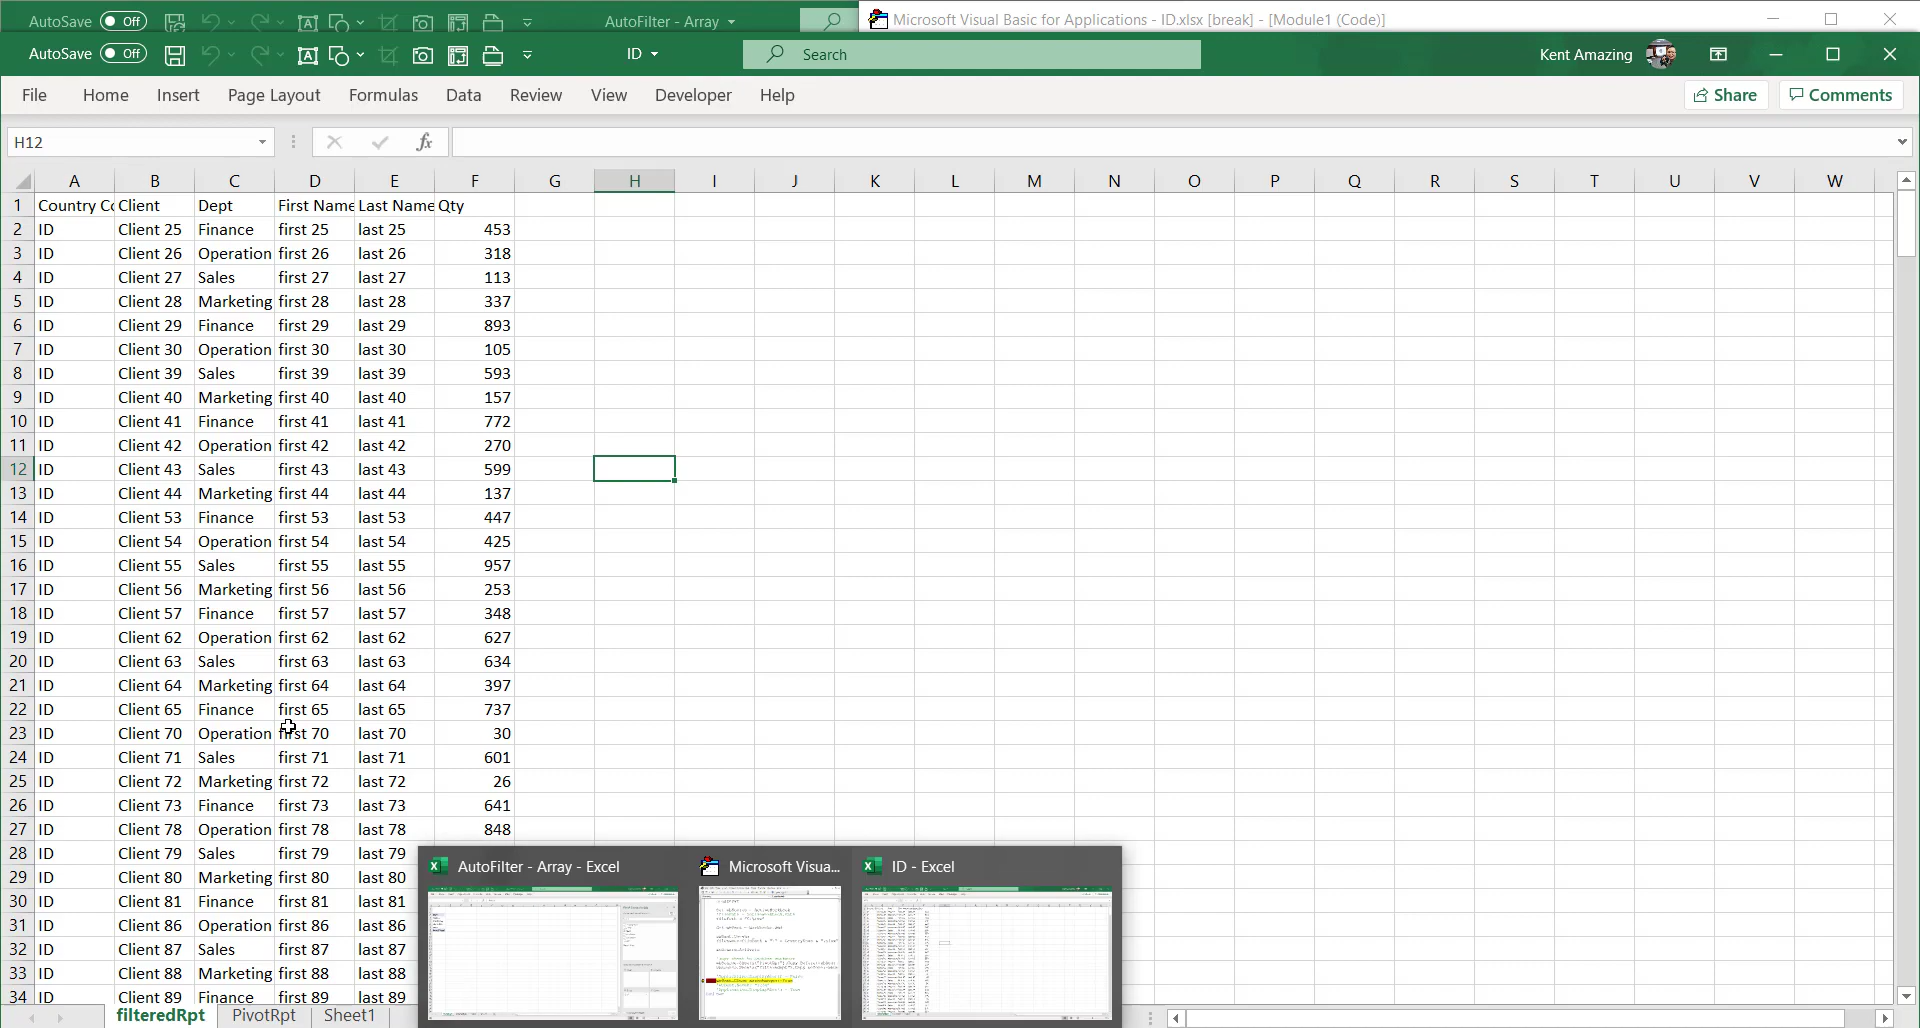 AutoSave Off AutoFilter - Array Microsoft Visual Basic for Applications - ID.xlsx [break] - [Module1 (Code)]
AutoSave Off ID Search Kent Amazing
File Home Insert Page Layout Formulas Data Review View Developer Help Share Comments
H12 fx
A B C D E F G H I J K L M N O P Q R S T U V W
1 Country Co Client Dept First Name Last Name Qty
2 ID Client 25 Finance first 25 last 25 453
3 ID Client 26 Operation first 26 last 26 318
4 ID Client 27 Sales first 27 last 27 113
5 ID Client 28 Marketing first 28 last 28 337
6 ID Client 29 Finance first 29 last 29 893
7 ID Client 30 Operation first 30 last 30 105
8 ID Client 39 Sales first 39 last 39 593
9 ID Client 40 Marketing first 40 last 40 157
10 ID Client 41 Finance first 41 last 41 772
11 ID Client 42 Operation first 42 last 42 270
12 ID Client 43 Sales first 43 last 43 599
13 ID Client 44 Marketing first 44 last 44 137
14 ID Client 53 Finance first 53 last 53 447
15 ID Client 54 Operation first 54 last 54 425
16 ID Client 55 Sales first 55 last 55 957
17 ID Client 56 Marketing first 56 last 56 253
18 ID Client 57 Finance first 57 last 57 348
19 ID Client 62 Operation first 62 last 62 627
20 ID Client 63 Sales first 63 last 63 634
21 ID Client 64 Marketing first 64 last 64 397
22 ID Client 65 Finance first 65 last 65 737
23 ID Client 70 Operation first 70 last 70 30
24 ID Client 71 Sales first 71 last 71 601
25 ID Client 72 Marketing first 72 last 72 26
26 ID Client 73 Finance first 73 last 73 641
27 ID Client 78 Operation first 78 last 78 848
28 ID Client 79 Sales first 79 last 79
29 ID Client 80 Marketing first 80 last 80
30 ID Client 81 Finance first 81 last 81
31 ID Client 86 Operation first 86 last 86
32 ID Client 87 Sales first 87 last 87
33 ID Client 88 Marketing first 88 last 88
34 ID Client 89 Finance first 89 last 89
AutoFilter - Array - Excel Microsoft Visua... ID - Excel
filteredRpt PivotRpt Sheet1